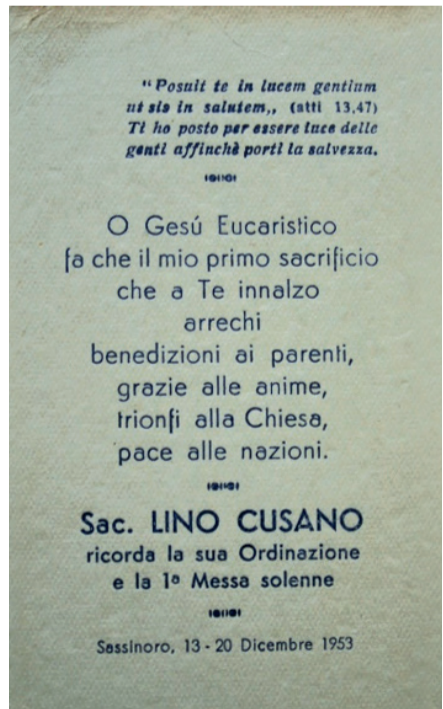 "Posuit te in lucem gentium
ut sis in salutem,, (atti 13,47)
Ti ho posto per essere luce delle
genti affinchè porti la salvezza.
O Gesú Eucaristico
fa che il mio primo sacrificio
che a Te innalzo
arrechi
benedizioni ai parenti,
grazie alle anime,
trionfi alla Chiesa,
pace alle nazioni.
Sac. LINO CUSANO
ricorda la sua Ordinazione
e la 1ª Messa solenne
Sassinoro, 13 - 20 Dicembre 1953